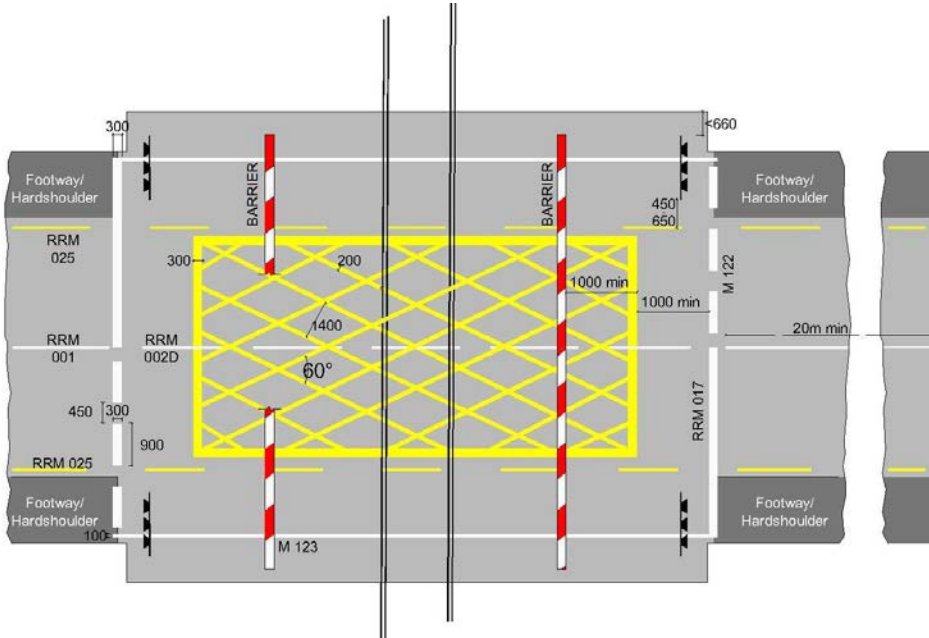 300
<660
Footway/
Hardshoulder
BARRIER
BARRIER
Footway/
Hardshoulder
450
650
RRM
025
300
200
M 122
1000 min
1000 min
1400
20m min
RRM
001
RRM
002D
60°
RRM 017
450
300
900
RRM 025
Footway/
Hardshoulder
Footway/
Hardshoulder
100
M 123